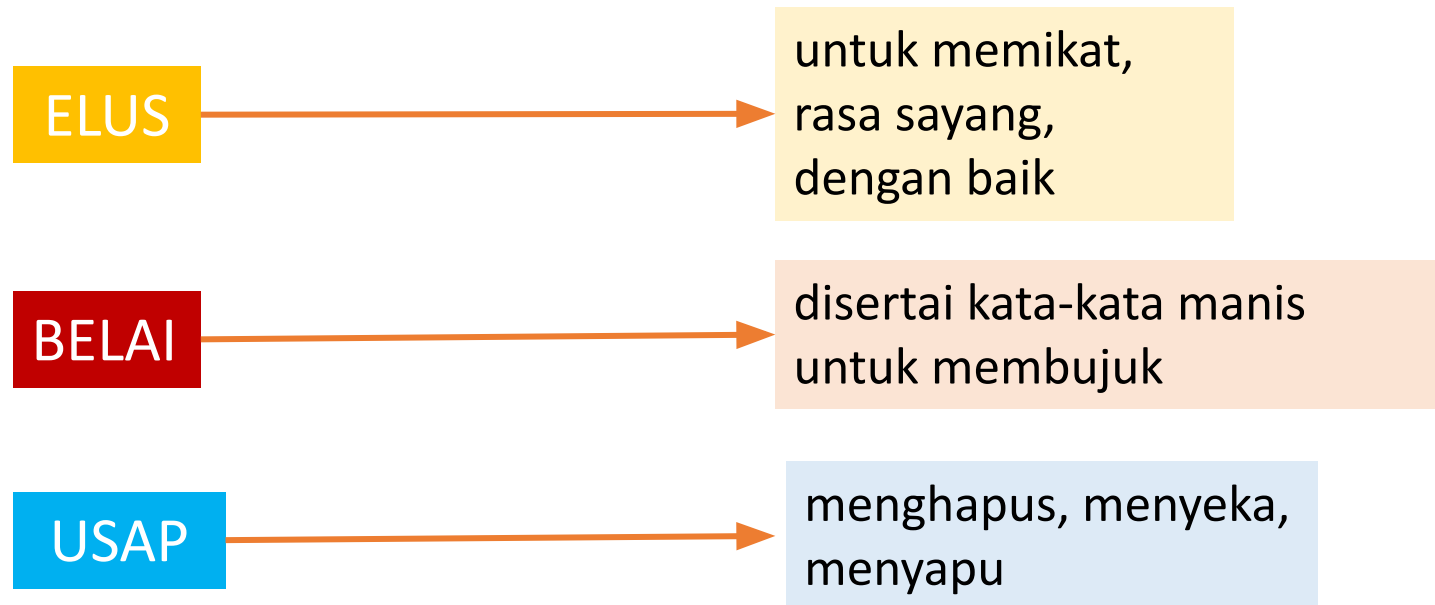 ELUS
untuk memikat,
rasa sayang,
dengan baik
BELAI
disertai kata-kata manis
untuk membujuk
USAP
menghapus, menyeka,
menyapu